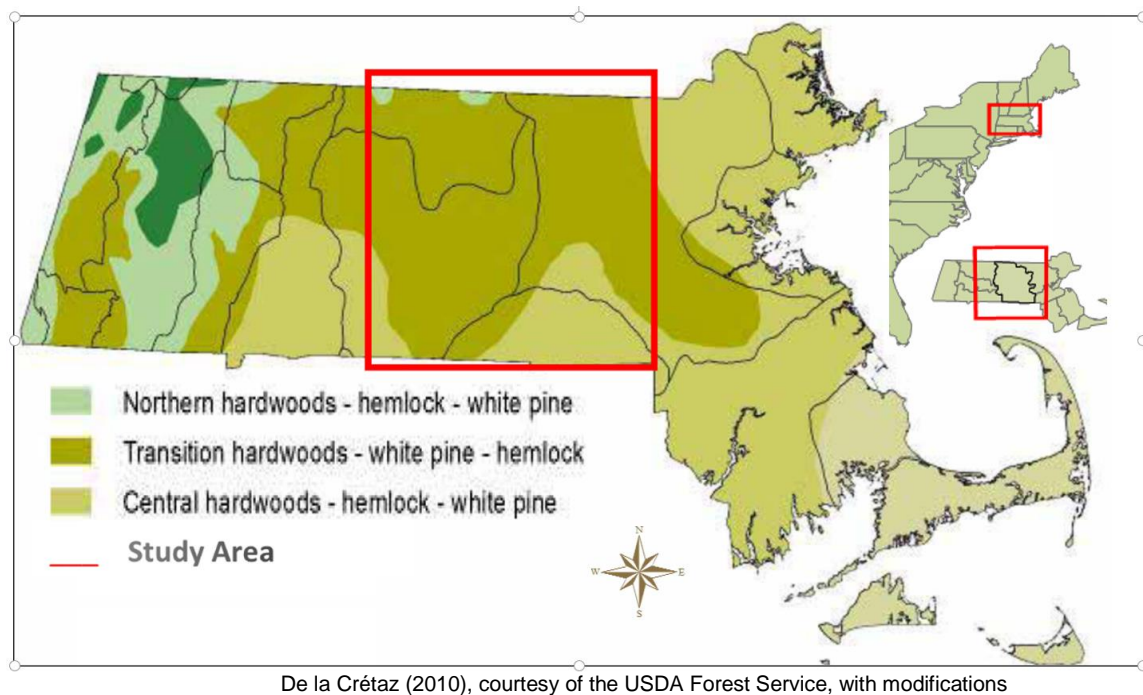 Northern hardwoods - hemlock - white pine
Transition hardwoods - white pine - hemlock
Central hardwoods - hemlock - white pine
Study Area
N
W E
S
De la Crétaz (2010), courtesy of the USDA Forest Service, with modifications